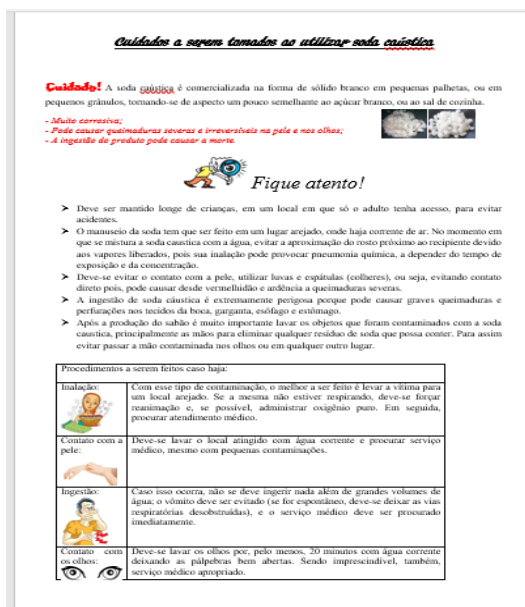 Cuidados a serem tomados ao utilizar soda caústica
Cuidado! A soda caústica é comercializada na forma de sólido branco em pequenas palhetas, ou em
pequenos grânulos, tornando-se de aspecto um pouco semelhante ao açúcar branco, ou ao sal de cozinha.
- Muito corrosiva;
- Pode causar queimaduras severas e irreversíveis na pele e nos olhos;
- A ingestão do produto pode causar a morte.
Fique atento!
➤ Deve ser mantido longe de crianças, em um local em que só o adulto tenha acesso, para evitar
acidentes.
➤ O manuseio da soda tem que ser feito em um lugar arejado, onde haja corrente de ar. No momento em
que se mistura a soda caustica com a água, evitar a aproximação do rosto próximo ao recipiente devido
aos vapores liberados, pois sua inalação pode provocar pneumonia química, a depender do tempo de
exposição e da concentração.
➤ Deve-se evitar o contato com a pele, utilizar luvas e espátulas (colheres), ou seja, evitando contato
direto pois, pode causar desde vermelhidão e ardência a queimaduras severas.
➤ A ingestão de soda cáustica é extremamente perigosa porque pode causar graves queimaduras e
perfurações nos tecidos da boca, garganta, esôfago e estômago.
➤ Após a produção do sabão é muito importante lavar os objetos que foram contaminados com a soda
caustica, principalmente as mãos para eliminar qualquer resíduo de soda que possa conter. Para assim
evitar passar a mão contaminada nos olhos ou em qualquer outro lugar.
Procedimentos a serem feitos caso haja:
Inalação:
Com esse tipo de contaminação, o melhor a ser feito é levar a vítima para
um local arejado. Se a mesma não estiver respirando, deve-se forçar
reanimação e, se possível, administrar oxigênio puro. Em seguida,
procurar atendimento médico.
Contato com a
pele:
Deve-se lavar o local atingido com água corrente e procurar serviço
médico, mesmo com pequenas contaminações.
Ingestão:
Caso isso ocorra, não se deve ingerir nada além de grandes volumes de
água; o vômito deve ser evitado (se for espontâneo, deve-se deixar as vias
respiratórias desobstruídas), e o serviço médico deve ser procurado
imediatamente.
Contato com
os olhos:
Deve-se lavar os olhos por, pelo menos, 20 minutos com água corrente
deixando as pálpebras bem abertas. Sendo imprescindível, também,
serviço médico apropriado.